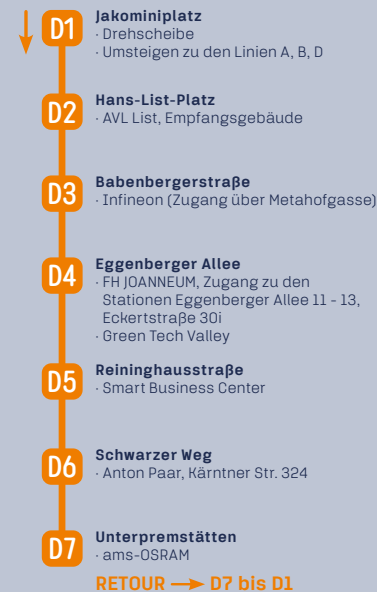 D1 Jakominiplatz
· Drehscheibe
· Umsteigen zu den Linien A, B, D
D2 Hans-List-Platz
· AVL List, Empfangsgebäude
D3 Babenbergerstraße
· Infineon (Zugang über Metahofgasse)
D4 Eggenberger Allee
· FH JOANNEUM, Zugang zu den
Stationen Eggenberger Allee 11 - 13,
Eckertstraße 30i
· Green Tech Valley
D5 Reininghausstraße
· Smart Business Center
D6 Schwarzer Weg
· Anton Paar, Kärntner Str. 324
D7 Unterpremstätten
· ams-OSRAM
RETOUR → D7 bis D1